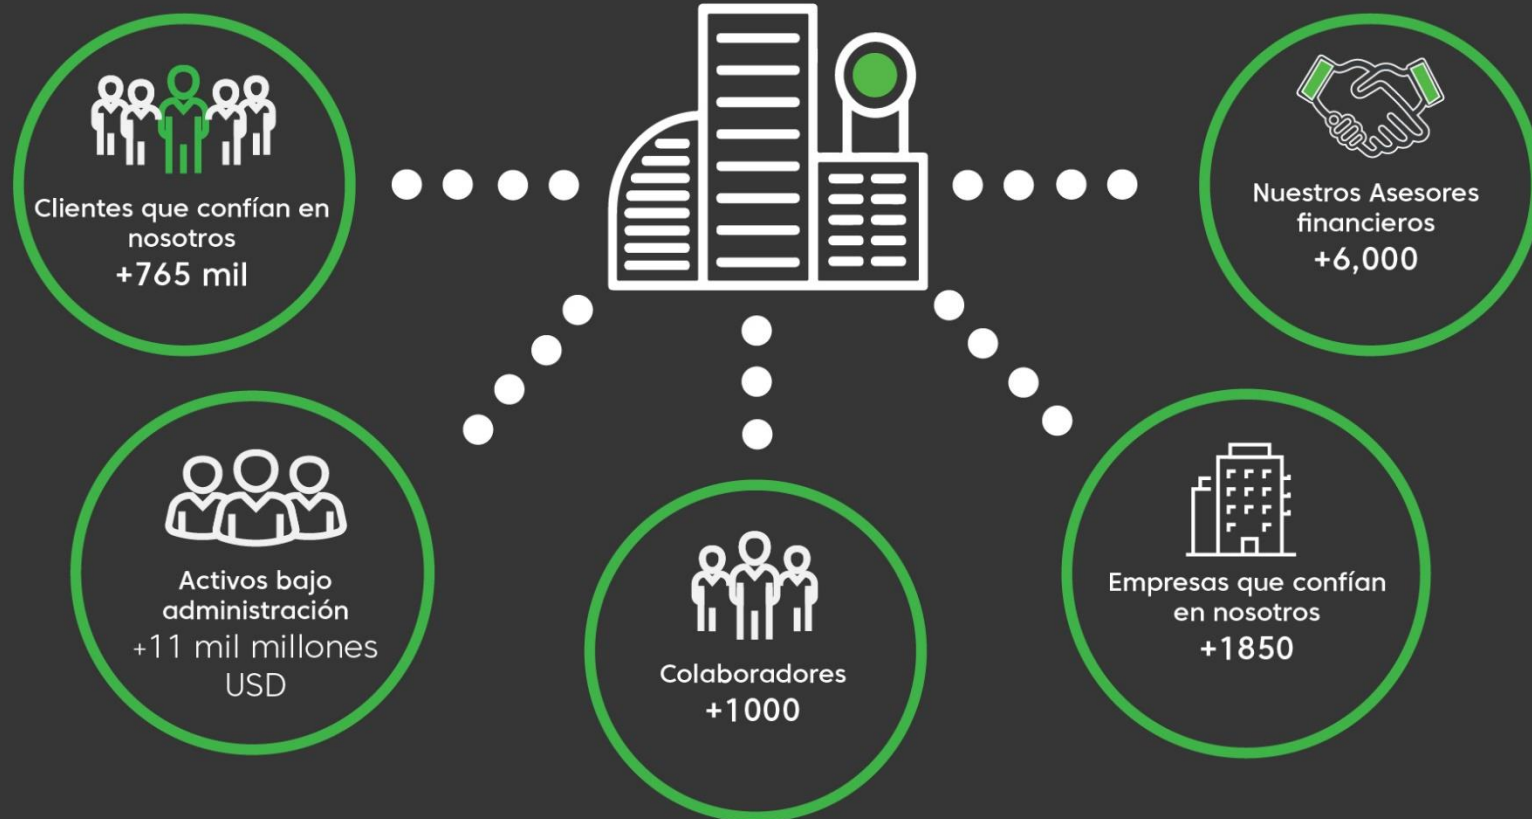 Clientes que confían en
nosotros
+765 mil
Nuestros Asesores
financieros
+6,000
Activos bajo
administración
+11 mil millones
USD
Colaboradores
+1000
Empresas que confían
en nosotros
+1850